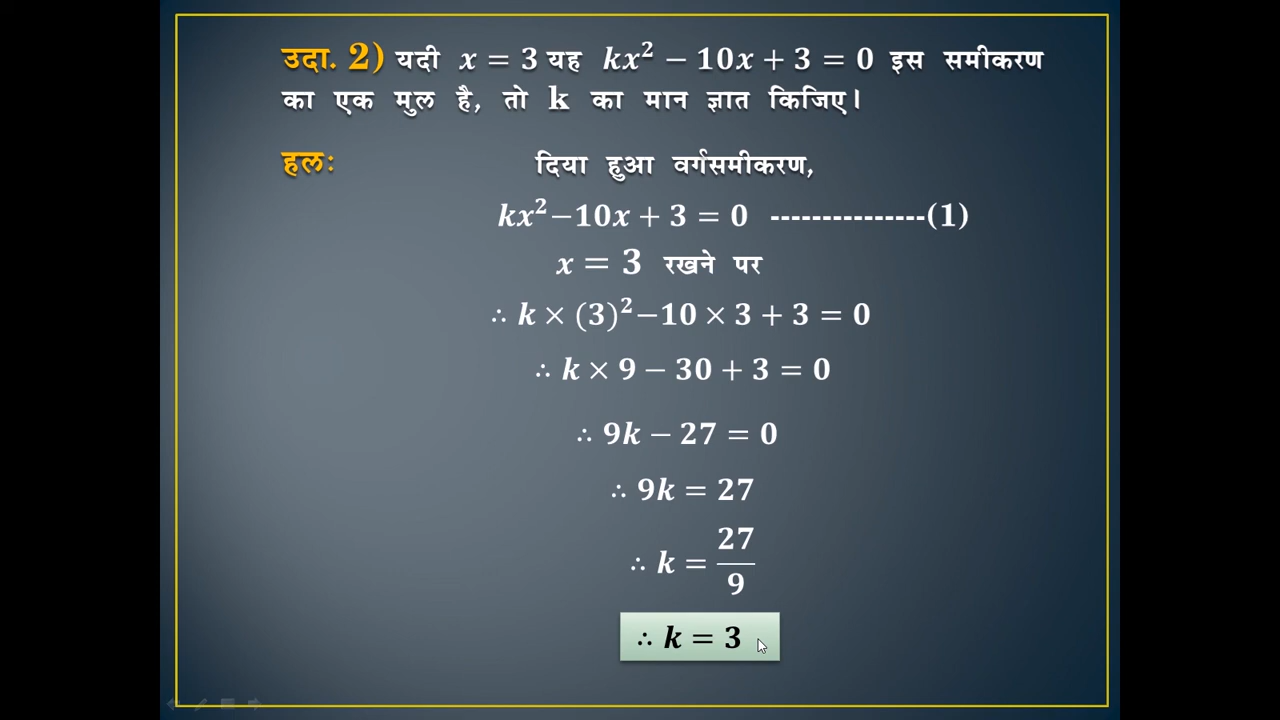 उदा. 2) यदी x = 3 यह kx² − 10x + 3 = 0 इस समीकरण
का एक मुल है, तो k का मान ज्ञात किजिए।
हलः
दिया हुआ वर्गसमीकरण,
kx²−10x + 3 = 0 ---------------(1)
x = 3 रखने पर
∴ k × (3)²−10 × 3 + 3 = 0
∴ k × 9 − 30 + 3 = 0
∴ 9k − 27 = 0
∴ 9k = 27
∴ k = 27/9
∴ k = 3